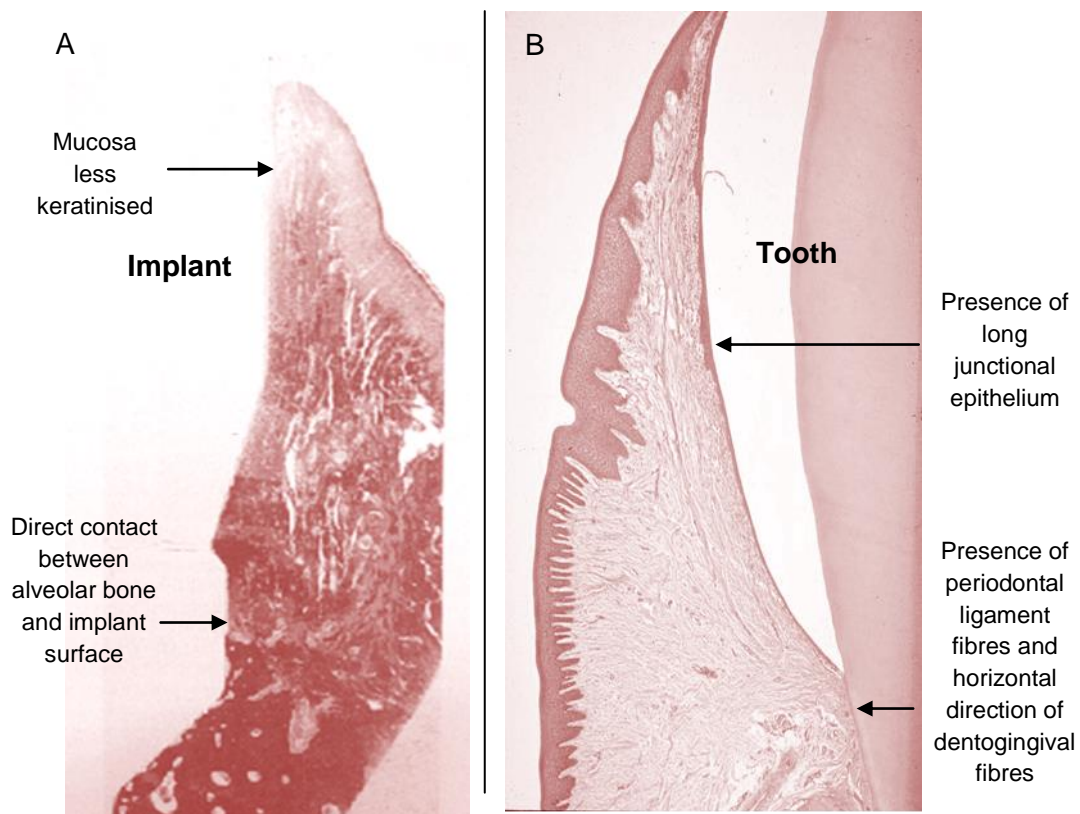 A
Mucosa
less
keratinised
Implant
Direct contact
between
alveolar bone
and implant
surface
B
Tooth
Presence of
long
junctional
epithelium
Presence of
periodontal
ligament
fibres and
horizontal
direction of
dentogingival
fibres